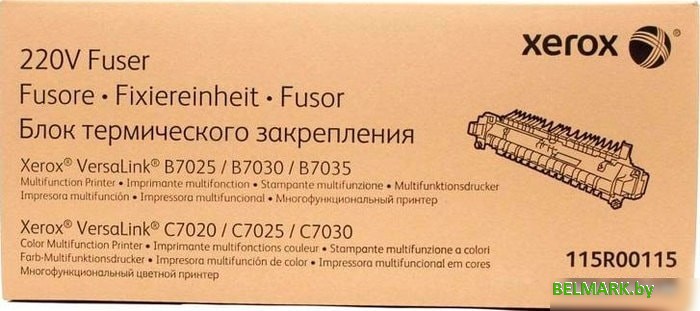 220V Fuser
xerox
Fusore • Fixiereinheit • Fusor
Блок термического закрепления
Xerox® VersaLink® B7025 / B7030 / B7035
Multifunction Printer • Imprimante multifonction • Stampante multifunzione • Multifunktionsdrucker
Impresora multifunción • Impressora multifuncional • Многофункциональный принтер
Xerox® VersaLink® C7020 / C7025 / C7030
Color Multifunction Printer • Imprimante multifonctions couleur • Stampante multifunzione a colori
Farb-Multifunktionsdrucker • Impresora multifunción de color • Impressora multifuncional em cores
Многофункциональный цветной принтер
115R00115
BELMARK.by